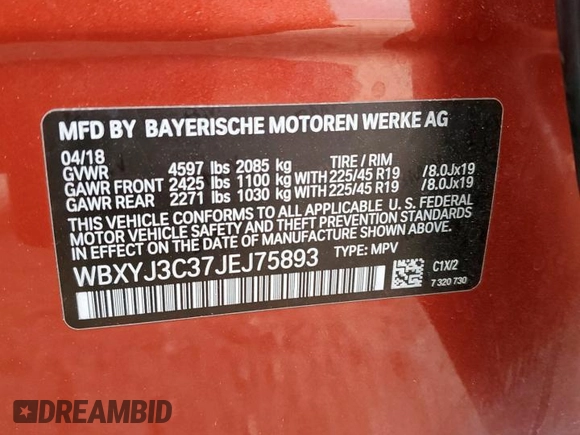 MFD BY BAYERISCHE MOTOREN WERKE AG
04/18
GVWR 4597 lbs 2085 kg TIRE / RIM
GAWR FRONT 2425 lbs 1100 kg WITH 225/45 R19 /8.0Jx19
GAWR REAR 2271 lbs 1030 kg WITH 225/45 R19 /8.0Jx19
THIS VEHICLE CONFORMS TO ALL APPLICABLE U. S. FEDERAL
MOTOR VEHICLE SAFETY AND THEFT PREVENTION STANDARDS
IN EFFECT ON THE DATE OF MANUFACTURE SHOWN ABOVE.
WBXYJ3C37JEJ75893 TYPE: MPV
C1X/2
7 320 730
DREAMBID